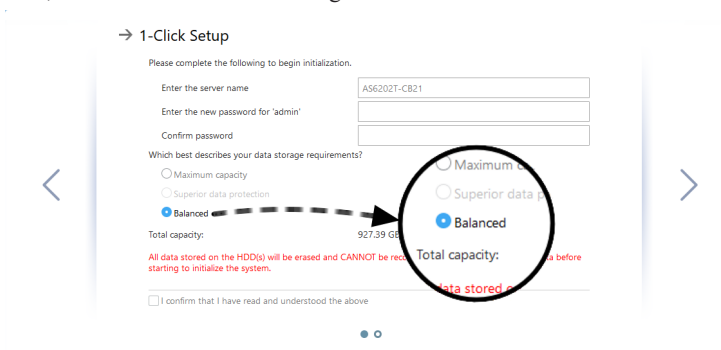 → 1-Click Setup
Please complete the following to begin initialization.
Enter the server name
AS6202T-CB21
Enter the new password for 'admin'
Confirm password
Which best describes your data storage requirements?
Maximum capacity
Superior data protection
Balanced
Total capacity:
927.39 GB
All data stored on the HDD(s) will be erased and CANNOT be
a before
starting to initialize the system.
I confirm that I have read and understood the above
Maximum
Superior data
Balanced
Total capacity:
data stored